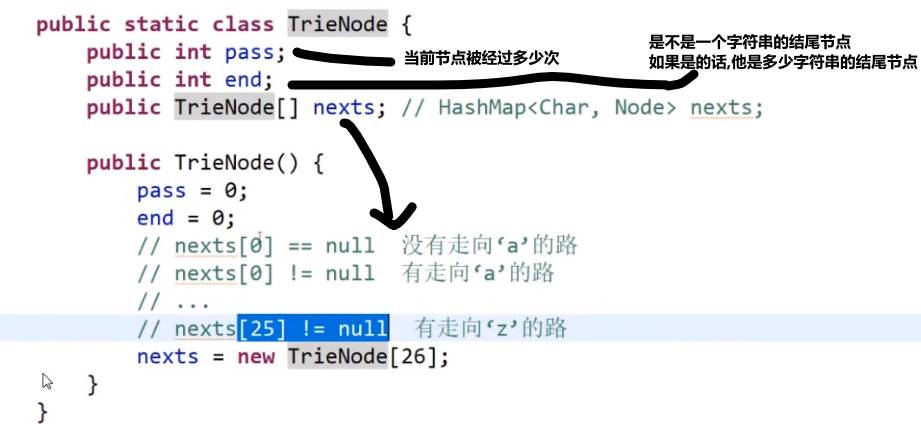 public static class TrieNode {
public int pass; 当前节点被经过多少次
是不是一个字符串的结尾节点
如果是的话,他是多少字符串的结尾节点
public int end;
public TrieNode[] nexts; // HashMap<Char, Node> nexts;
public TrieNode() {
pass = 0;
end = 0;
// nexts[0] == null 没有走向‘a’的路
// nexts[0] != null 有走向‘a’的路
// ...
// nexts[25] != null 有走向‘z’的路
nexts = new TrieNode[26];
}
}